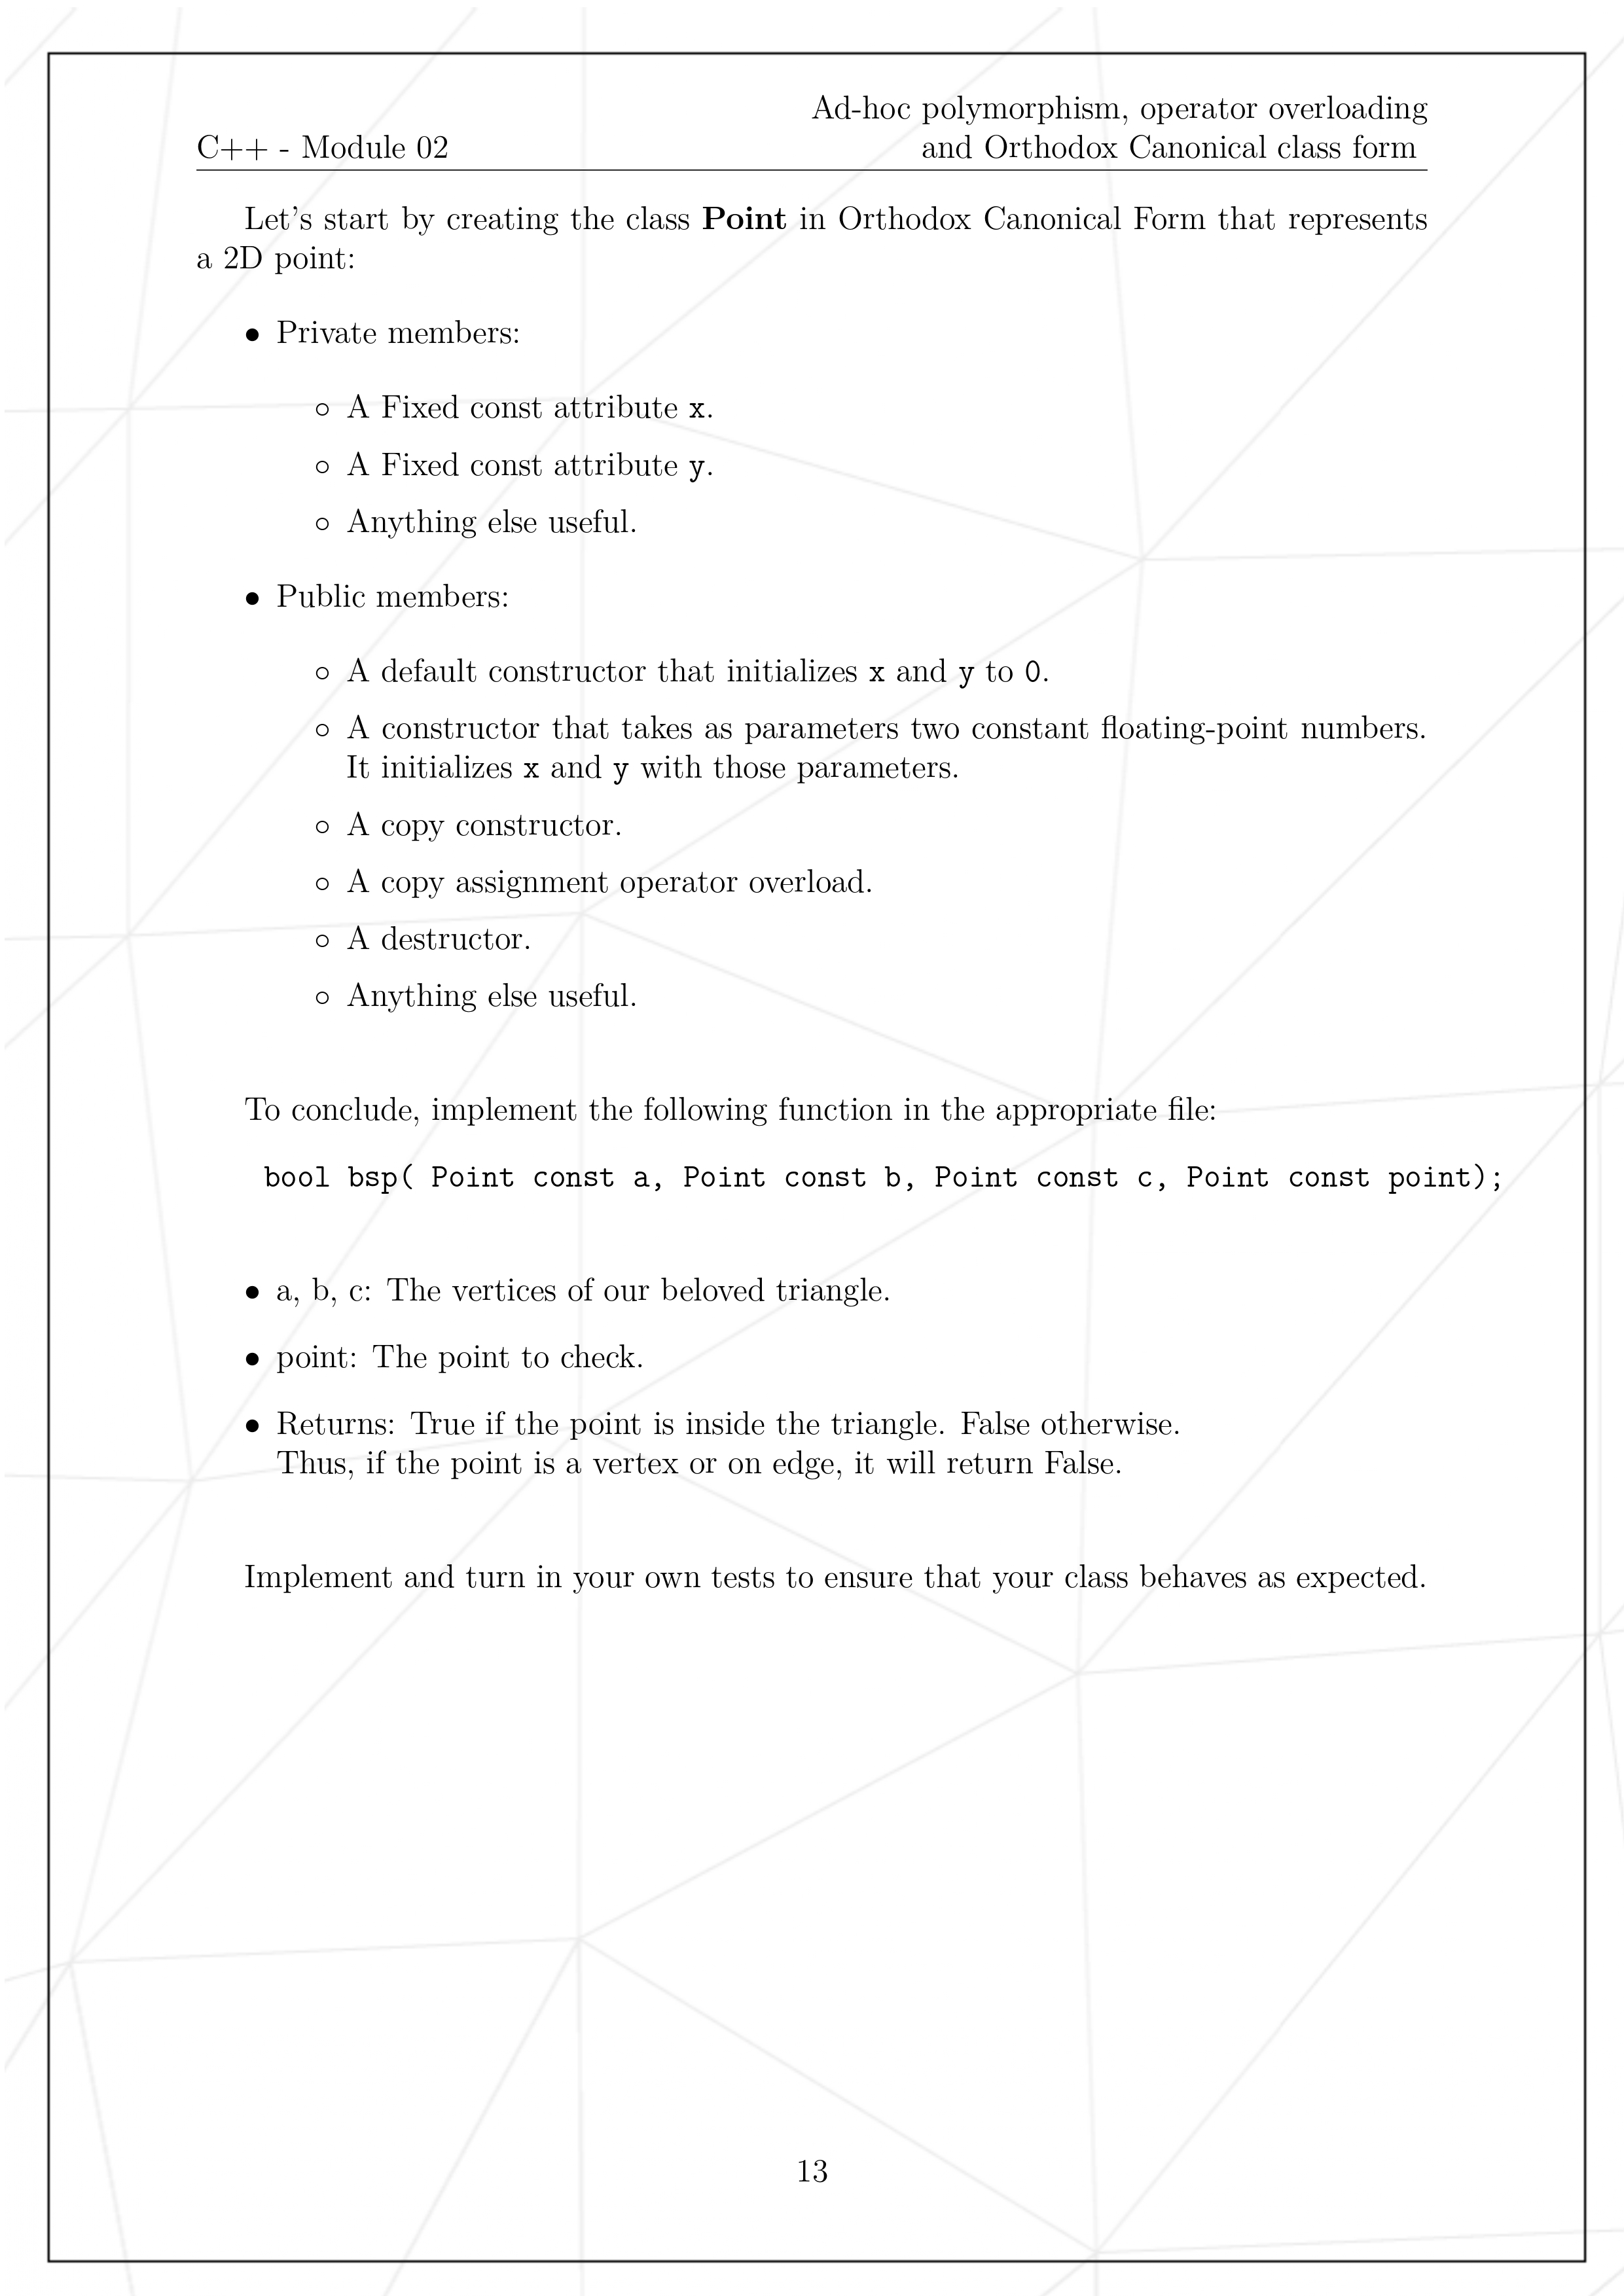 Ad-hoc polymorphism, operator overloading
C++ - Module 02 and Orthodox Canonical class form
Let's start by creating the class Point in Orthodox Canonical Form that represents
a 2D point:
• Private members:
◦ A Fixed const attribute x.
◦ A Fixed const attribute y.
◦ Anything else useful.
• Public members:
◦ A default constructor that initializes x and y to 0.
◦ A constructor that takes as parameters two constant floating-point numbers.
It initializes x and y with those parameters.
◦ A copy constructor.
◦ A copy assignment operator overload.
◦ A destructor.
◦ Anything else useful.
To conclude, implement the following function in the appropriate file:
bool bsp( Point const a, Point const b, Point const c, Point const point);
• a, b, c: The vertices of our beloved triangle.
• point: The point to check.
• Returns: True if the point is inside the triangle. False otherwise.
Thus, if the point is a vertex or on edge, it will return False.
Implement and turn in your own tests to ensure that your class behaves as expected.
13